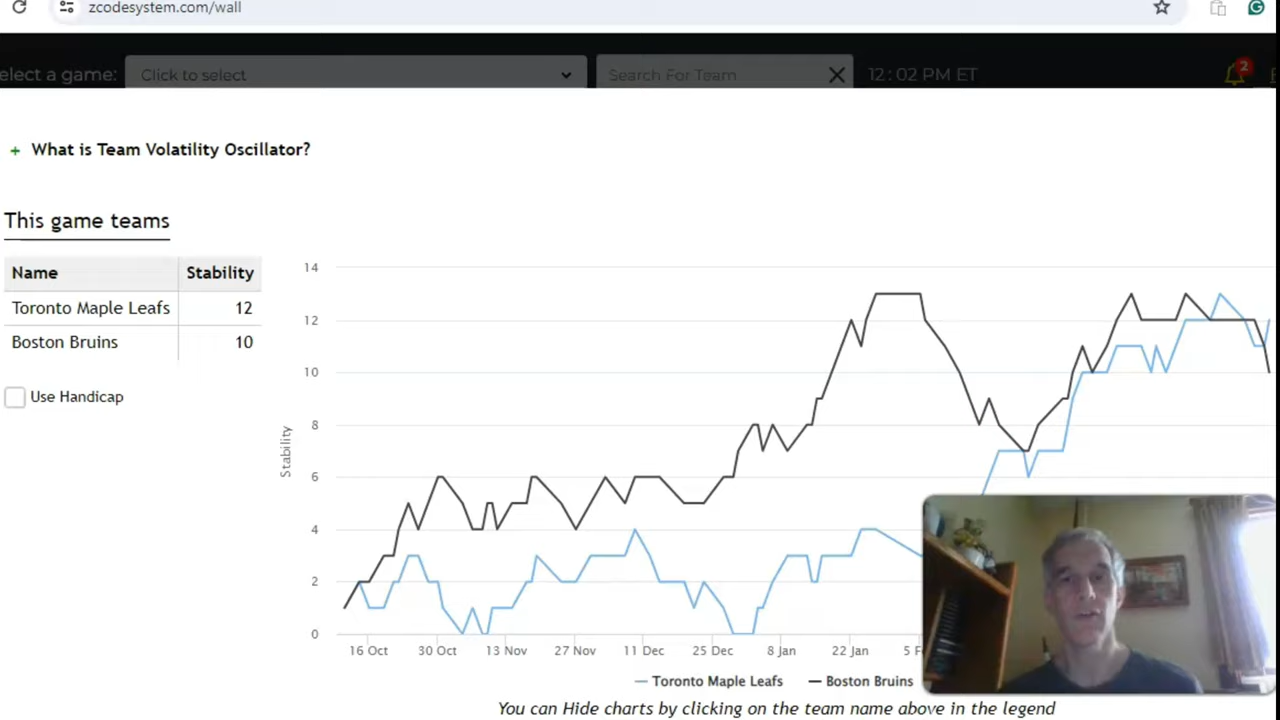 zcodesystem.com/wall
elect a game:
Click to select
Search For Team
12:02 PM ET
2
+ What is Team Volatility Oscillator?
This game teams
Name Stability
Toronto Maple Leafs 12
Boston Bruins 10
Use Handicap
14
12
10
8
6
4
2
0
Stability
16 Oct 30 Oct 13 Nov 27 Nov 11 Dec 25 Dec 8 Jan 22 Jan 5 F
Toronto Maple Leafs Boston Bruins
You can Hide charts by clicking on the team name above in the legend